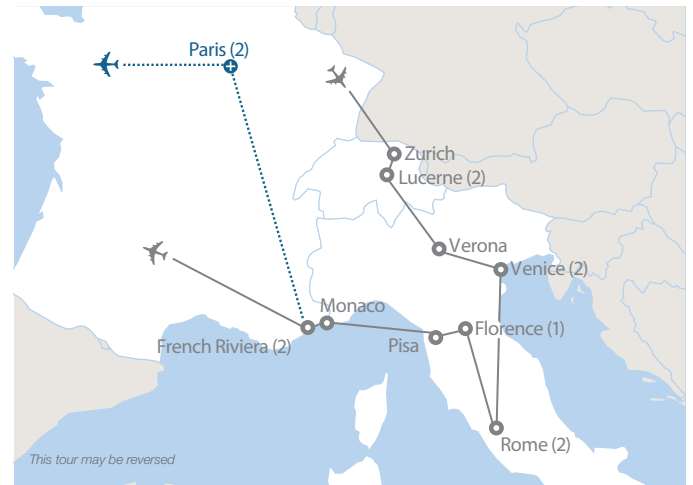 Paris (2)
Zurich
Lucerne (2)
Verona
Venice (2)
Monaco
Florence (1)
French Riviera (2)
Pisa
Rome (2)
This tour may be reversed